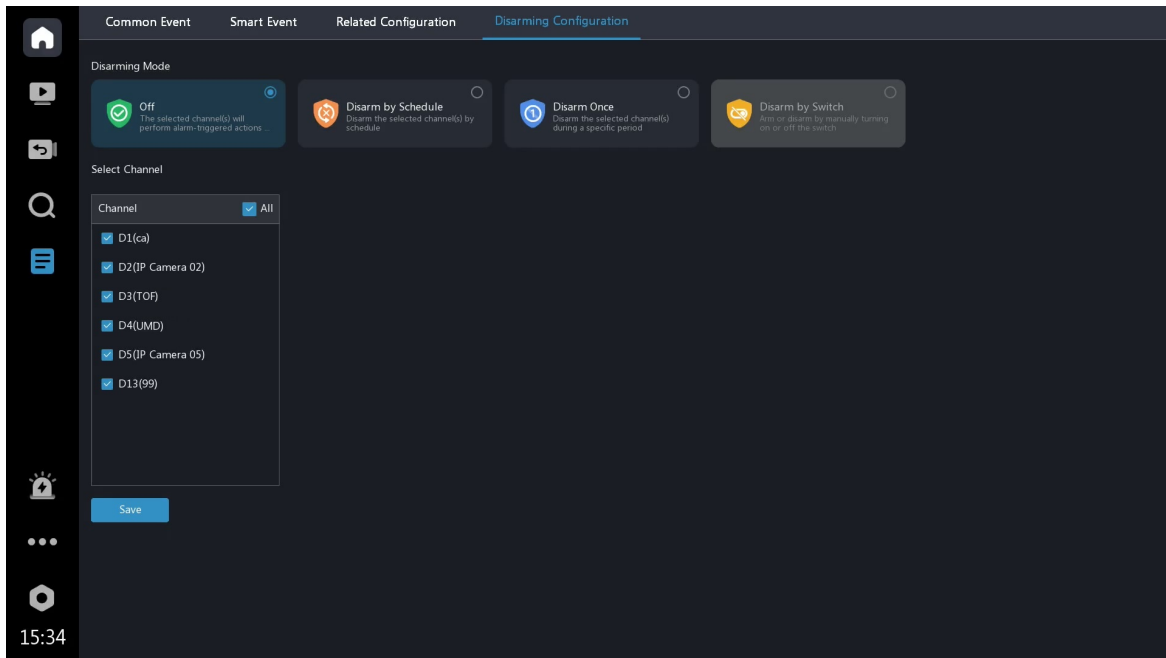 Common Event Smart Event Related Configuration Disarming Configuration
Disarming Mode
Off
The selected channel(s) will
perform alarm-triggered actions ..
Disarm by Schedule
Disarm the selected channel(s) by
schedule
1
Disarm Once
Disarm the selected channel(s)
during a specific period
Disarm by Switch
Arm or disarm by manually turning
on or off the switch
Select Channel
Channel All
D1(ca)
D2(IP Camera 02)
D3(TOF)
D4(UMD)
D5(IP Camera 05)
D13(99)
Save
15:34